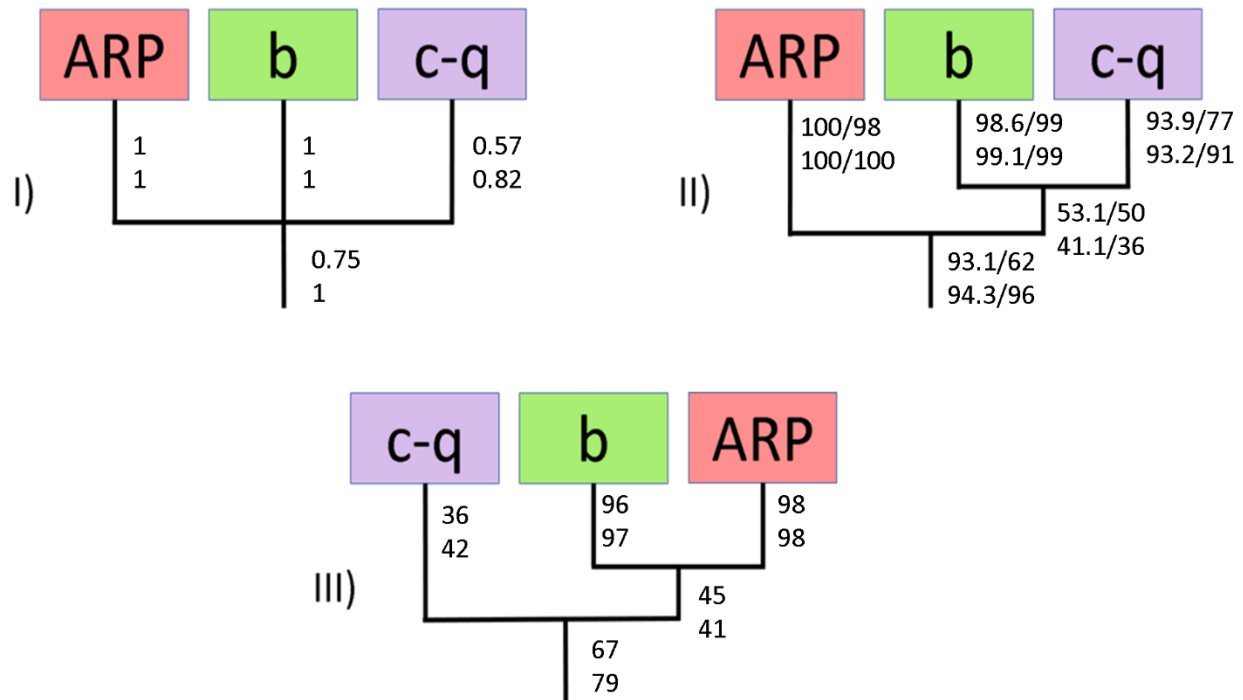 ARP b c-q
1 1 0.57
1 1 0.82
I)
0.75
1
ARP b c-q
100/98 98.6/99 93.9/77
100/100 99.1/99 93.2/91
II)
53.1/50
41.1/36
93.1/62
94.3/96
c-q b ARP
36 96 98
42 97 98
III)
45
41
67
79